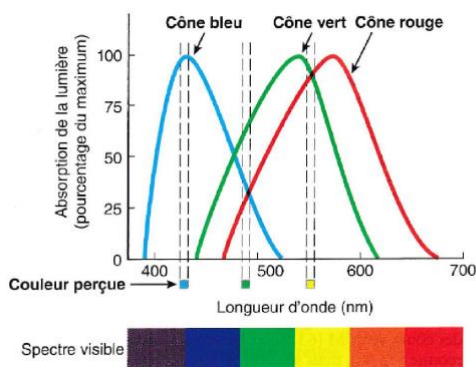 Cône bleu
Cône vert
Cône rouge
Absorption de la lumière
(pourcentage du maximum)
100
75
50
25
0
400
500
600
700
Couleur perçue
Longueur d'onde (nm)
Spectre visible